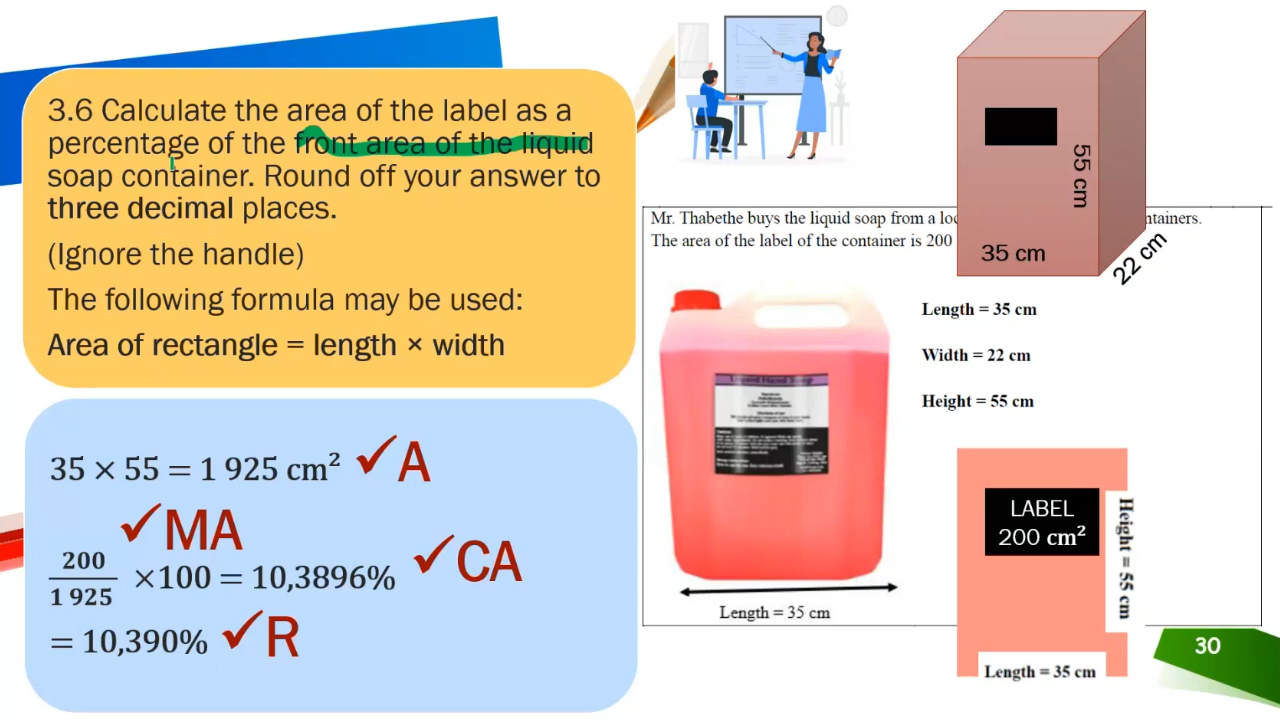 3.6 Calculate the area of the label as a
percentage of the front area of the liquid
soap container. Round off your answer to
three decimal places.
(Ignore the handle)
The following formula may be used:
Area of rectangle = length × width
35 × 55 = 1 925 cm² ✓A
✓MA
200/1 925 ×100 = 10,3896% ✓CA
= 10,390% ✓R
55 cm
35 cm
22 cm
Mr. Thabethe buys the liquid soap from a ntainers.
The area of the label of the container is 200
Length = 35 cm
Width = 22 cm
Height = 55 cm
Liquid Hand Soap
Length = 35 cm
LABEL
200 cm²
Height = 55 cm
Length = 35 cm
30